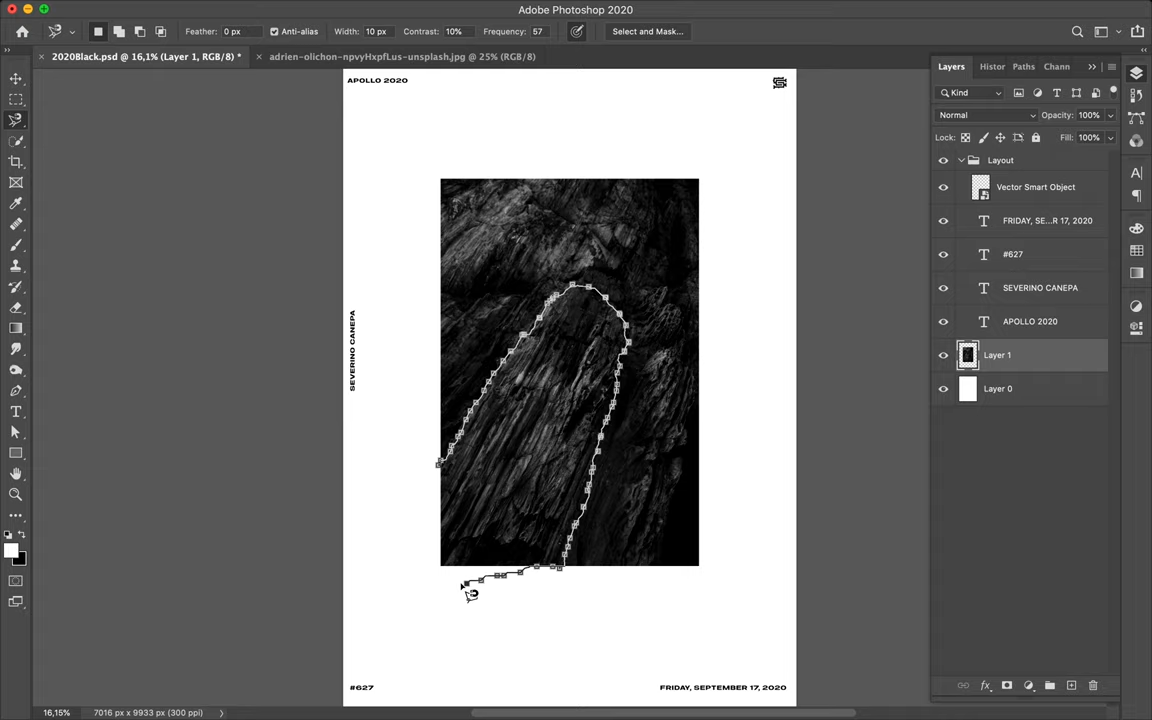 Adobe Photoshop 2020
Feather: 0 px
Anti-alias
Width: 10 px
Contrast: 10%
Frequency: 57
Select and Mask...
2020Black.psd @ 16,1% (Layer 1, RGB/8) *
adrien-olichon-npvyHxpfLus-unsplash.jpg @ 25% (RGB/8)
Layers
Histor
Paths
Chann
Kind
Normal
Opacity: 100%
Lock:
Fill: 100%
Layout
Vector Smart Object
FRIDAY, SE...R 17, 2020
#627
SEVERINO CANEPA
APOLLO 2020
Layer 1
Layer 0
APOLLO 2020
SEVERINO CANEPA
#627
FRIDAY, SEPTEMBER 17, 2020
16,15%
7016 px x 9933 px (300 ppi)